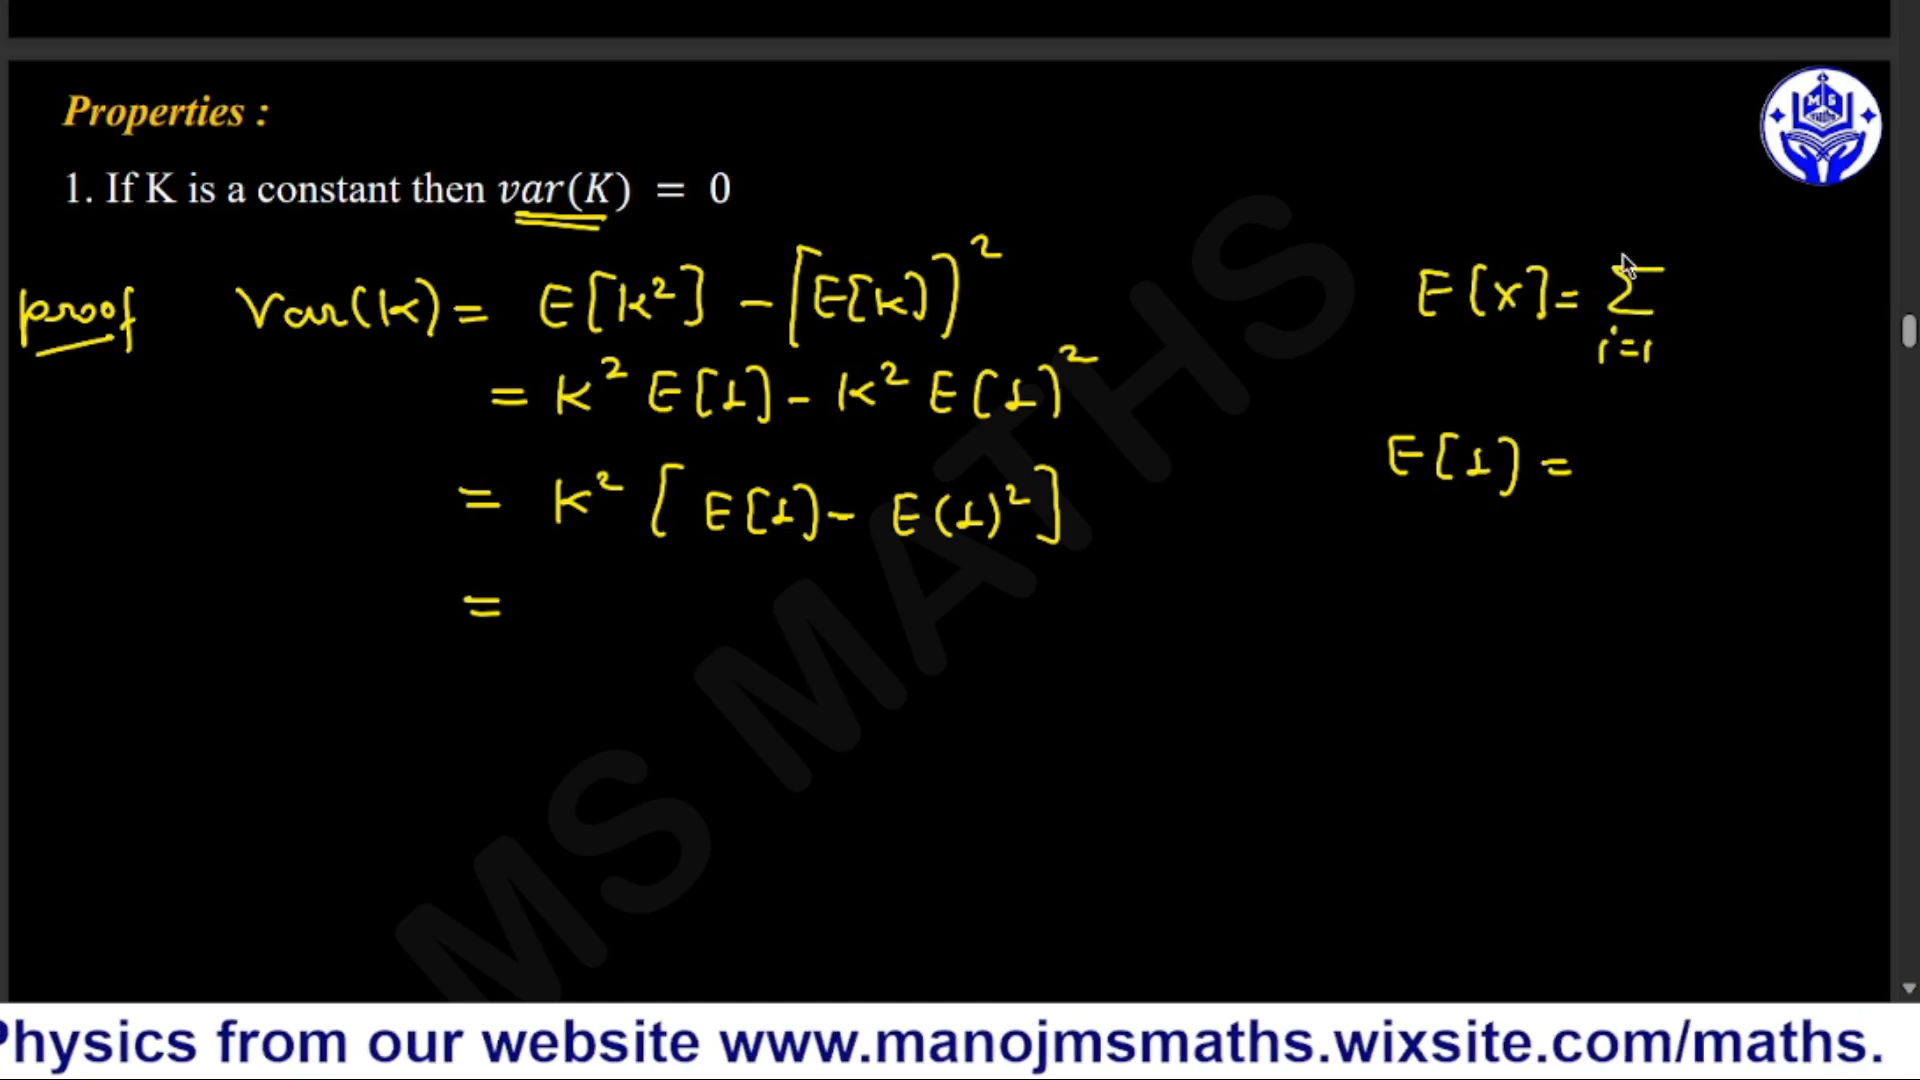 Properties :
1. If K is a constant then var(K) = 0
proof Var(k) = E[k²] - [E[k]]²
= k² E[1] - k² E[1]²
= k² [ E[1] - E(1)² ]
=
E[x] = Σ
i=1
E[1] =
MS MATHS
MS
Physics from our website www.manojmsmaths.wixsite.com/maths.